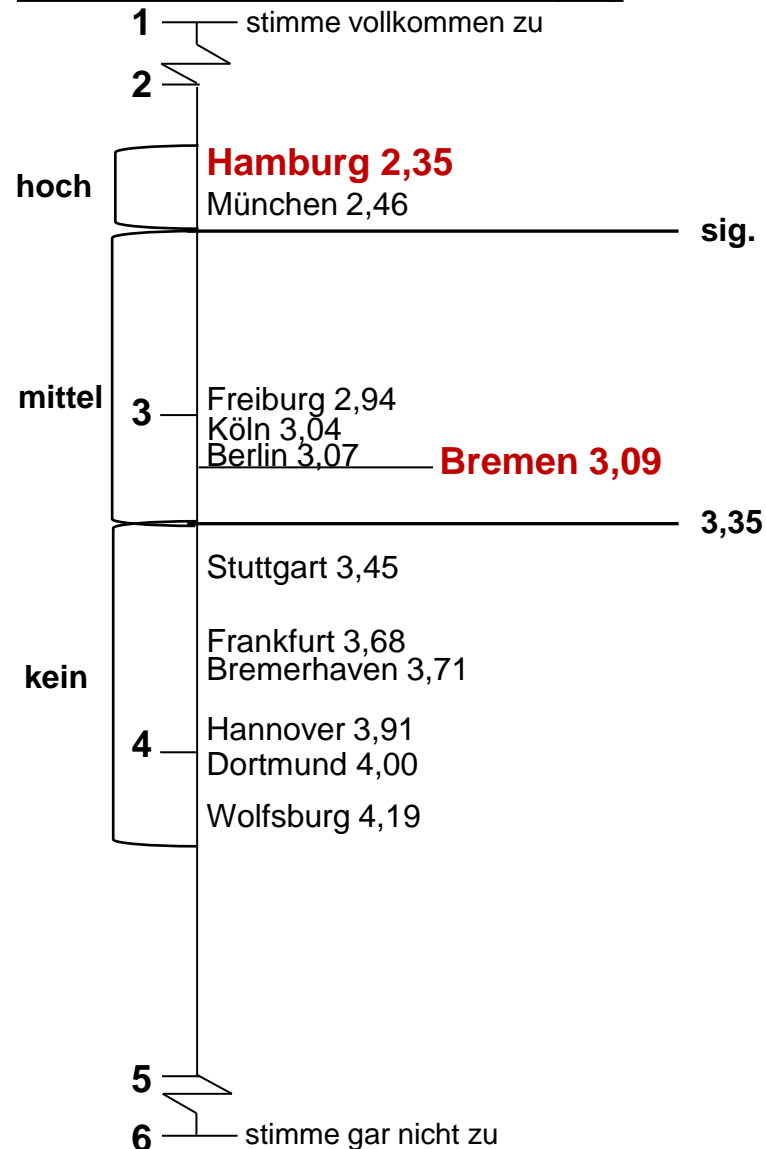 1 stimme vollkommen zu
2
Hamburg 2,35
hoch
München 2,46
sig.
mittel
3
Freiburg 2,94
Köln 3,04
Berlin 3,07
Bremen 3,09
3,35
Stuttgart 3,45
Frankfurt 3,68
kein
Bremerhaven 3,71
Hannover 3,91
4
Dortmund 4,00
Wolfsburg 4,19
5
6 stimme gar nicht zu